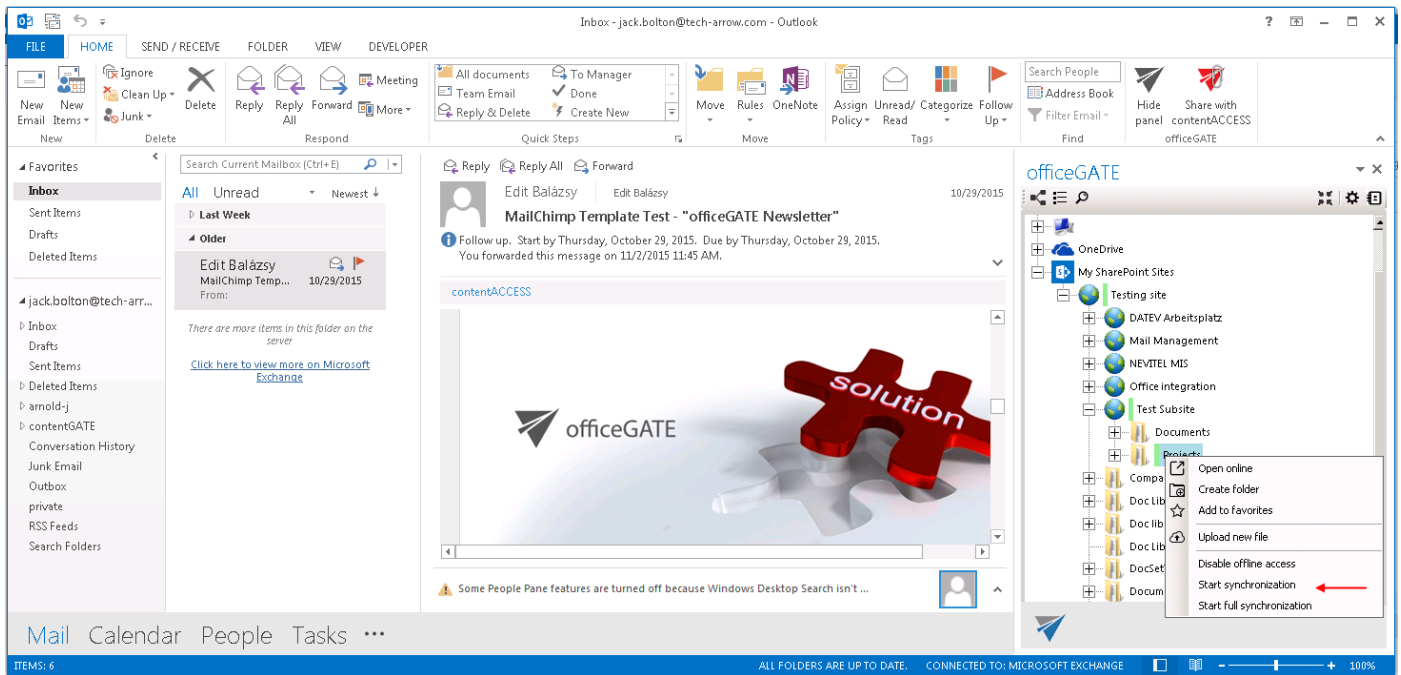 Inbox - jack.bolton@tech-arrow.com - Outlook
FILE HOME SEND / RECEIVE FOLDER VIEW DEVELOPER
New Email
New Items
Ignore
Clean Up
Junk
Delete
Reply
Reply All
Forward
Meeting
More
All documents
Team Email
Reply & Delete
To Manager
Done
Create New
Move
Rules
OneNote
Assign Policy
Unread/ Read
Categorize
Follow Up
Search People
Address Book
Filter Email
Hide panel
Share with contentACCESS
New Delete Respond Quick Steps Move Tags Find officeGATE
Favorites
Inbox
Sent Items
Drafts
Deleted Items
jack.bolton@tech-arr...
Inbox
Drafts
Sent Items
Deleted Items
arnold-j
contentGATE
Conversation History
Junk Email
Outbox
private
RSS Feeds
Search Folders
Search Current Mailbox (Ctrl+E)
All Unread Newest ↓
Last Week
Older
Edit Balázsy
MailChimp Temp... 10/29/2015
From:
There are more items in this folder on the
server
Click here to view more on Microsoft
Exchange
Reply Reply All Forward
Edit Balázsy Edit Balázsy 10/29/2015
MailChimp Template Test - "officeGATE Newsletter"
Follow up. Start by Thursday, October 29, 2015. Due by Thursday, October 29, 2015.
You forwarded this message on 11/2/2015 11:45 AM.
contentACCESS
officeGATE
solution
Some People Pane features are turned off because Windows Desktop Search isn't ...
officeGATE
OneDrive
My SharePoint Sites
Testing site
DATEV Arbeitsplatz
Mail Management
NEVITEL MIS
Office integration
Test Subsite
Documents
Projects
Compa
Doc Lib
Doc lib
Doc Lib
DocSet
Docum
Open online
Create folder
Add to favorites
Upload new file
Disable offline access
Start synchronization
Start full synchronization
Mail Calendar People Tasks ...
ITEMS: 6 ALL FOLDERS ARE UP TO DATE. CONNECTED TO: MICROSOFT EXCHANGE 100%